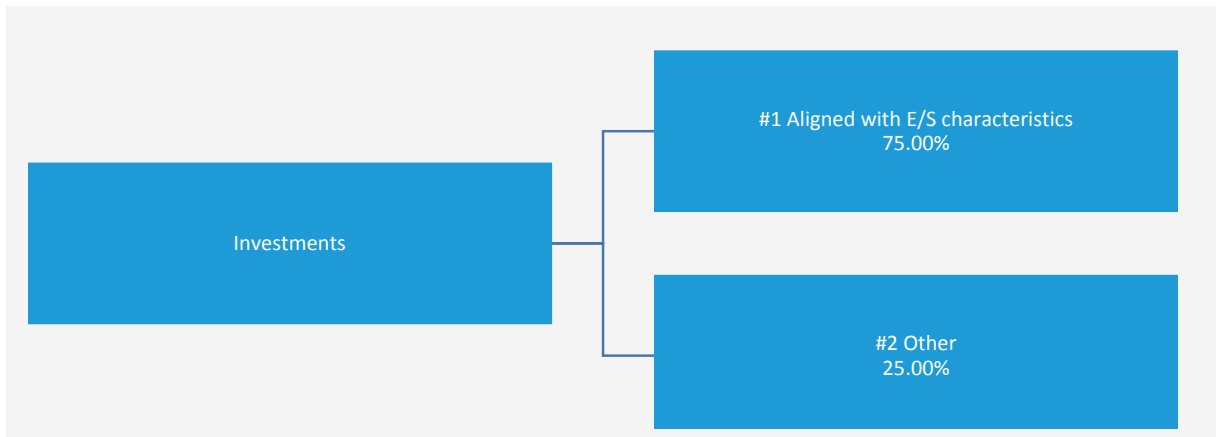 Investments
#1 Aligned with E/S characteristics
75.00%
#2 Other
25.00%